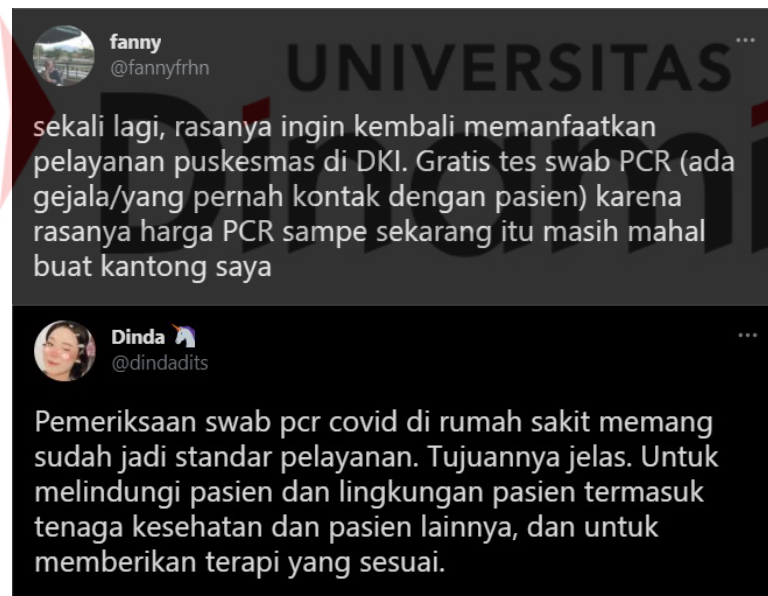 fanny
@fannyfrhn
UNIVERSITAS
Dinami
sekali lagi, rasanya ingin kembali memanfaatkan
pelayanan puskesmas di DKI. Gratis tes swab PCR (ada
gejala/yang pernah kontak dengan pasien) karena
rasanya harga PCR sampe sekarang itu masih mahal
buat kantong saya
Dinda 🦄
@dindadits
Pemeriksaan swab pcr covid di rumah sakit memang
sudah jadi standar pelayanan. Tujuannya jelas. Untuk
melindungi pasien dan lingkungan pasien termasuk
tenaga kesehatan dan pasien lainnya, dan untuk
memberikan terapi yang sesuai.